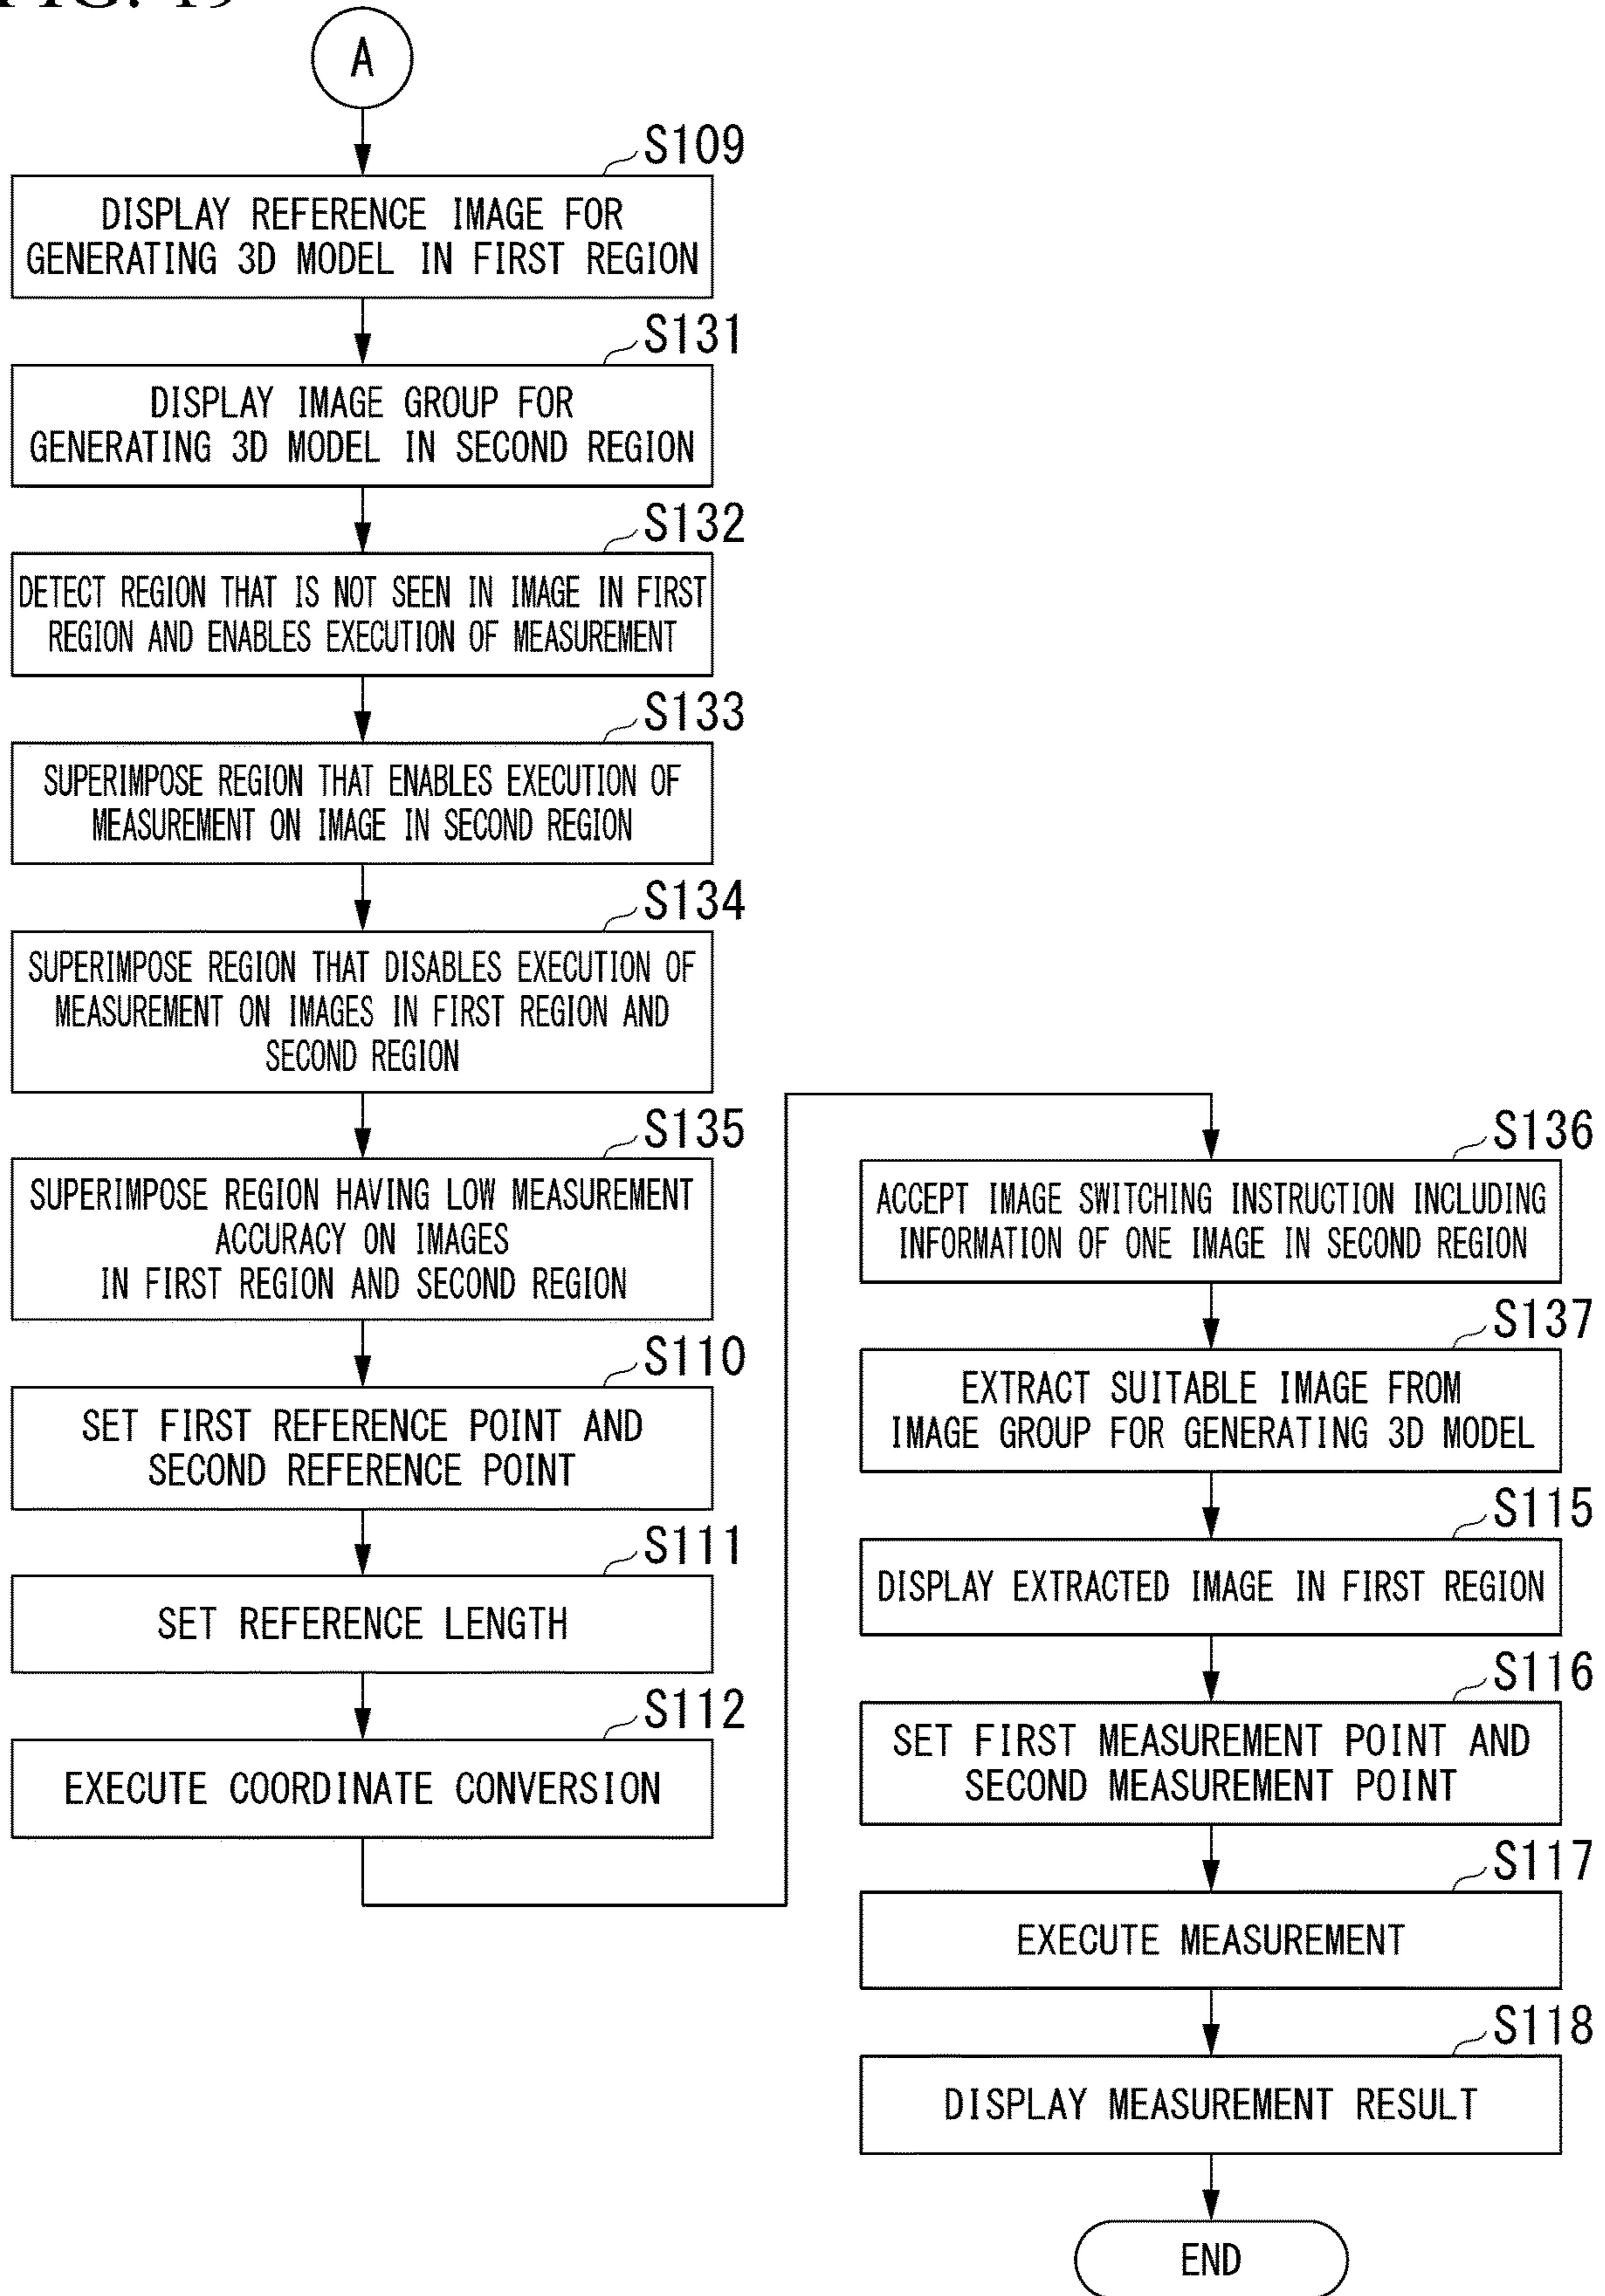 A
S109
DISPLAY REFERENCE IMAGE FOR
GENERATING 3D MODEL IN FIRST REGION
S131
DISPLAY IMAGE GROUP FOR
GENERATING 3D MODEL IN SECOND REGION
S132
DETECT REGION THAT IS NOT SEEN IN IMAGE IN FIRST
REGION AND ENABLES EXECUTION OF MEASUREMENT
S133
SUPERIMPOSE REGION THAT ENABLES EXECUTION OF
MEASUREMENT ON IMAGE IN SECOND REGION
S134
SUPERIMPOSE REGION THAT DISABLES EXECUTION OF
MEASUREMENT ON IMAGES IN FIRST REGION AND
SECOND REGION
S135
SUPERIMPOSE REGION HAVING LOW MEASUREMENT
ACCURACY ON IMAGES
IN FIRST REGION AND SECOND REGION
S110
SET FIRST REFERENCE POINT AND
SECOND REFERENCE POINT
S111
SET REFERENCE LENGTH
S112
EXECUTE COORDINATE CONVERSION
S136
ACCEPT IMAGE SWITCHING INSTRUCTION INCLUDING
INFORMATION OF ONE IMAGE IN SECOND REGION
S137
EXTRACT SUITABLE IMAGE FROM
IMAGE GROUP FOR GENERATING 3D MODEL
S115
DISPLAY EXTRACTED IMAGE IN FIRST REGION
S116
SET FIRST MEASUREMENT POINT AND
SECOND MEASUREMENT POINT
S117
EXECUTE MEASUREMENT
S118
DISPLAY MEASUREMENT RESULT
END